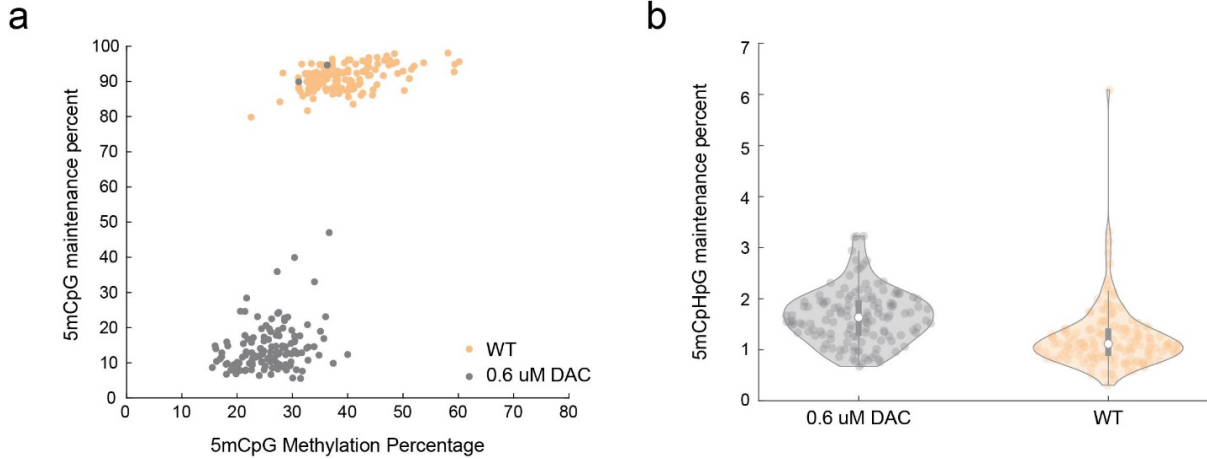 a
100
90
80
70
60
50
40
30
20
10
0
5mCpG maintenance percent
WT
0.6 uM DAC
0 10 20 30 40 50 60 70 80
5mCpG Methylation Percentage
b
7
6
5
4
3
2
1
0
5mCpHpG maintenance percent
0.6 uM DAC WT